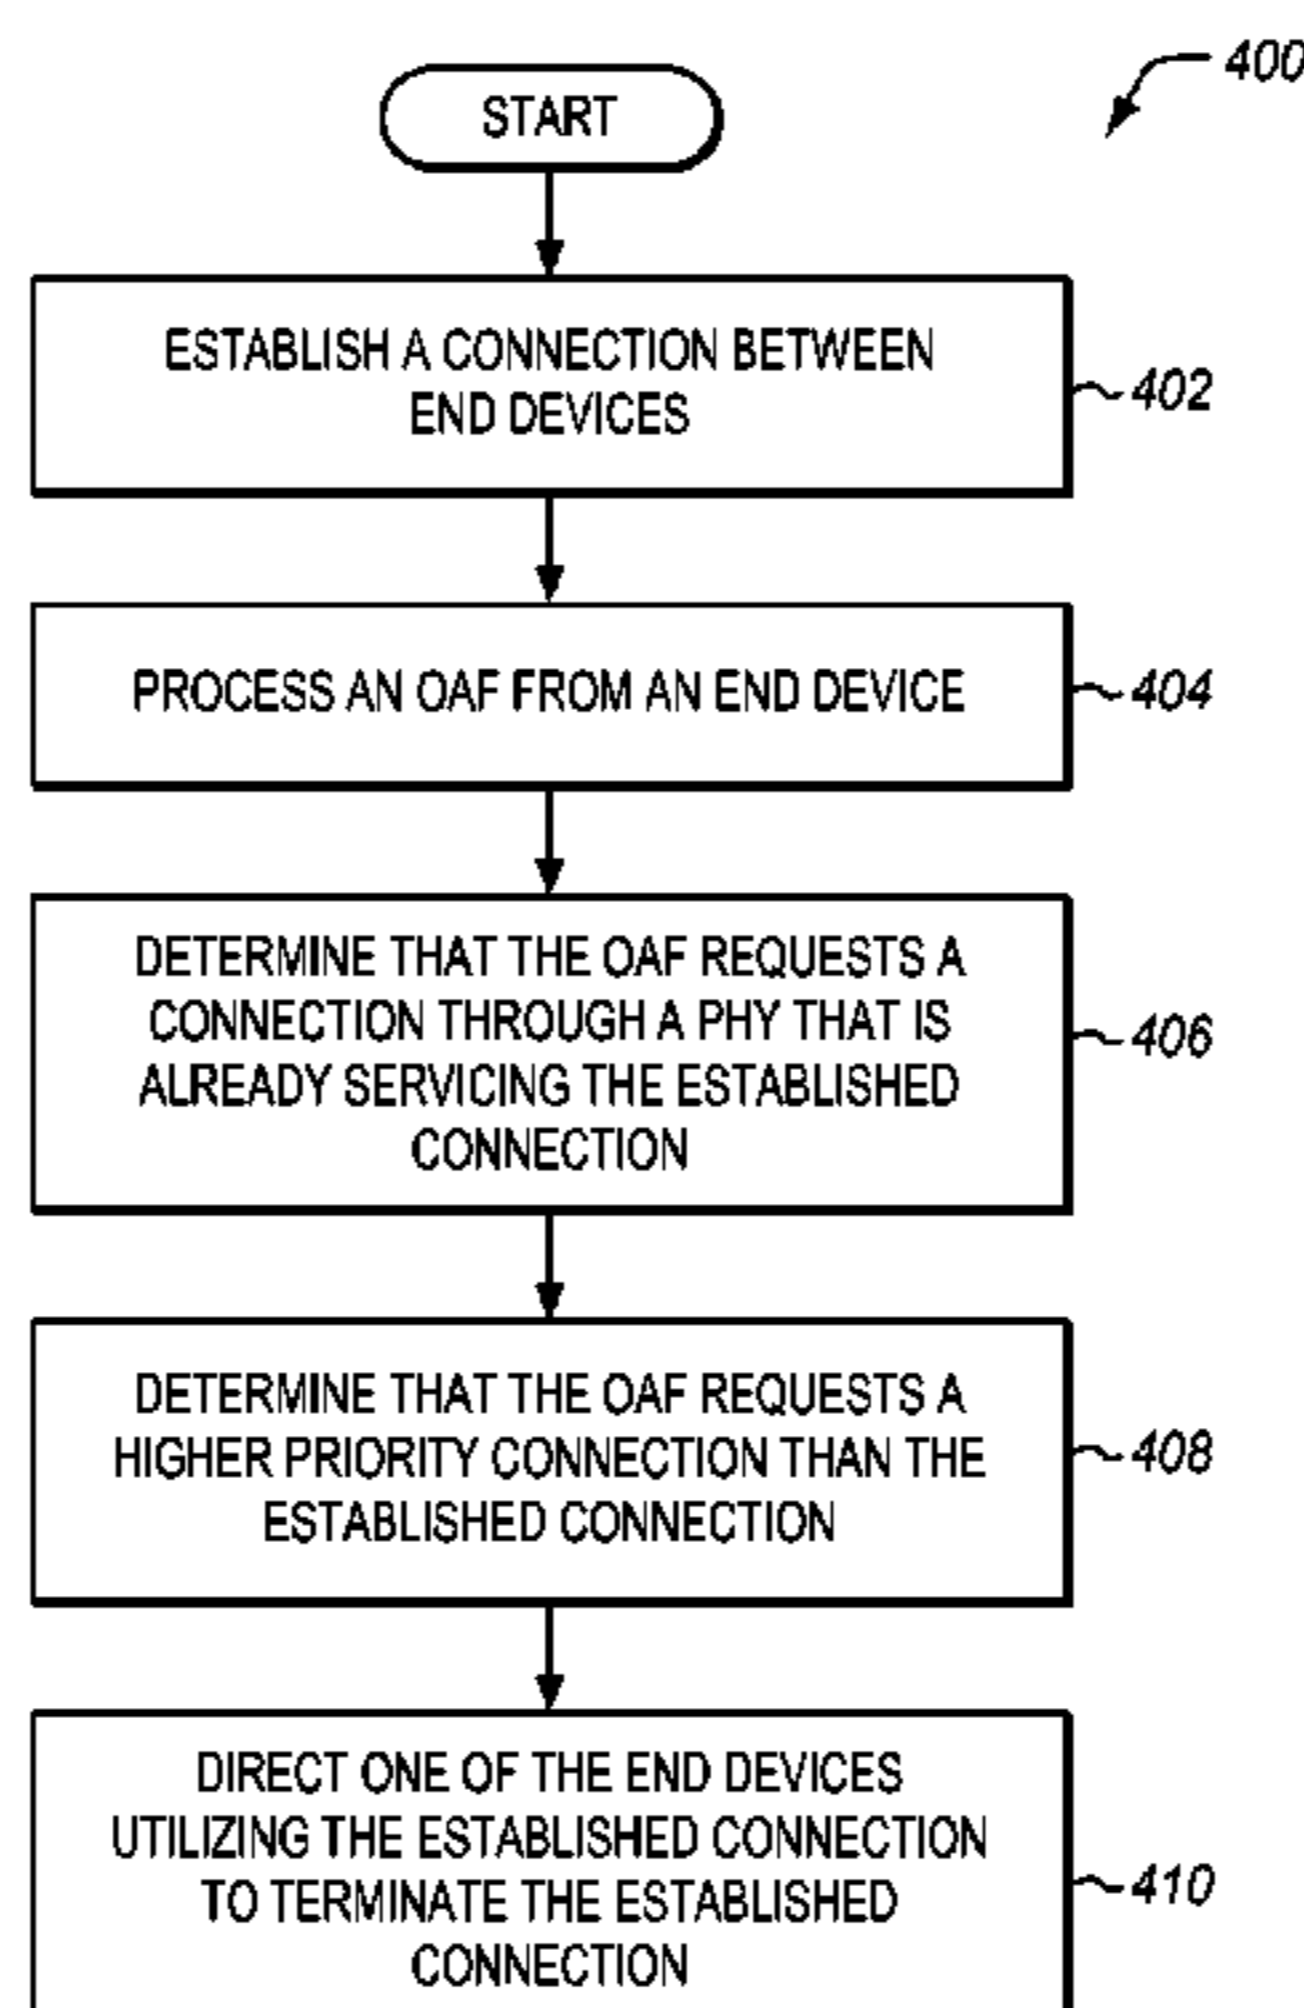 400
START
ESTABLISH A CONNECTION BETWEEN
END DEVICES
402
PROCESS AN OAF FROM AN END DEVICE
404
DETERMINE THAT THE OAF REQUESTS A
CONNECTION THROUGH A PHY THAT IS
ALREADY SERVICING THE ESTABLISHED
CONNECTION
406
DETERMINE THAT THE OAF REQUESTS A
HIGHER PRIORITY CONNECTION THAN THE
ESTABLISHED CONNECTION
408
DIRECT ONE OF THE END DEVICES
UTILIZING THE ESTABLISHED CONNECTION
TO TERMINATE THE ESTABLISHED
CONNECTION
410